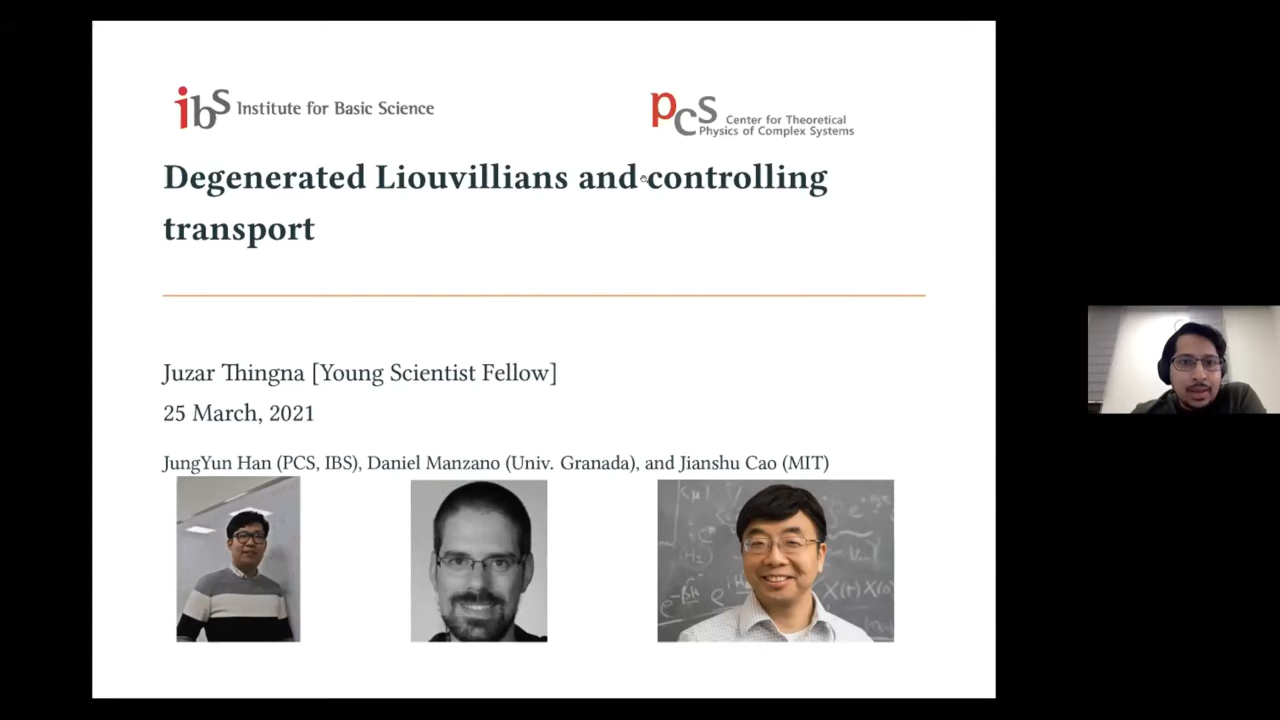 ibs Institute for Basic Science
pcs Center for Theoretical
Physics of Complex Systems
Degenerated Liouvillians and controlling
transport
Juzar Thingna [Young Scientist Fellow]
25 March, 2021
JungYun Han (PCS, IBS), Daniel Manzano (Univ. Granada), and Jianshu Cao (MIT)